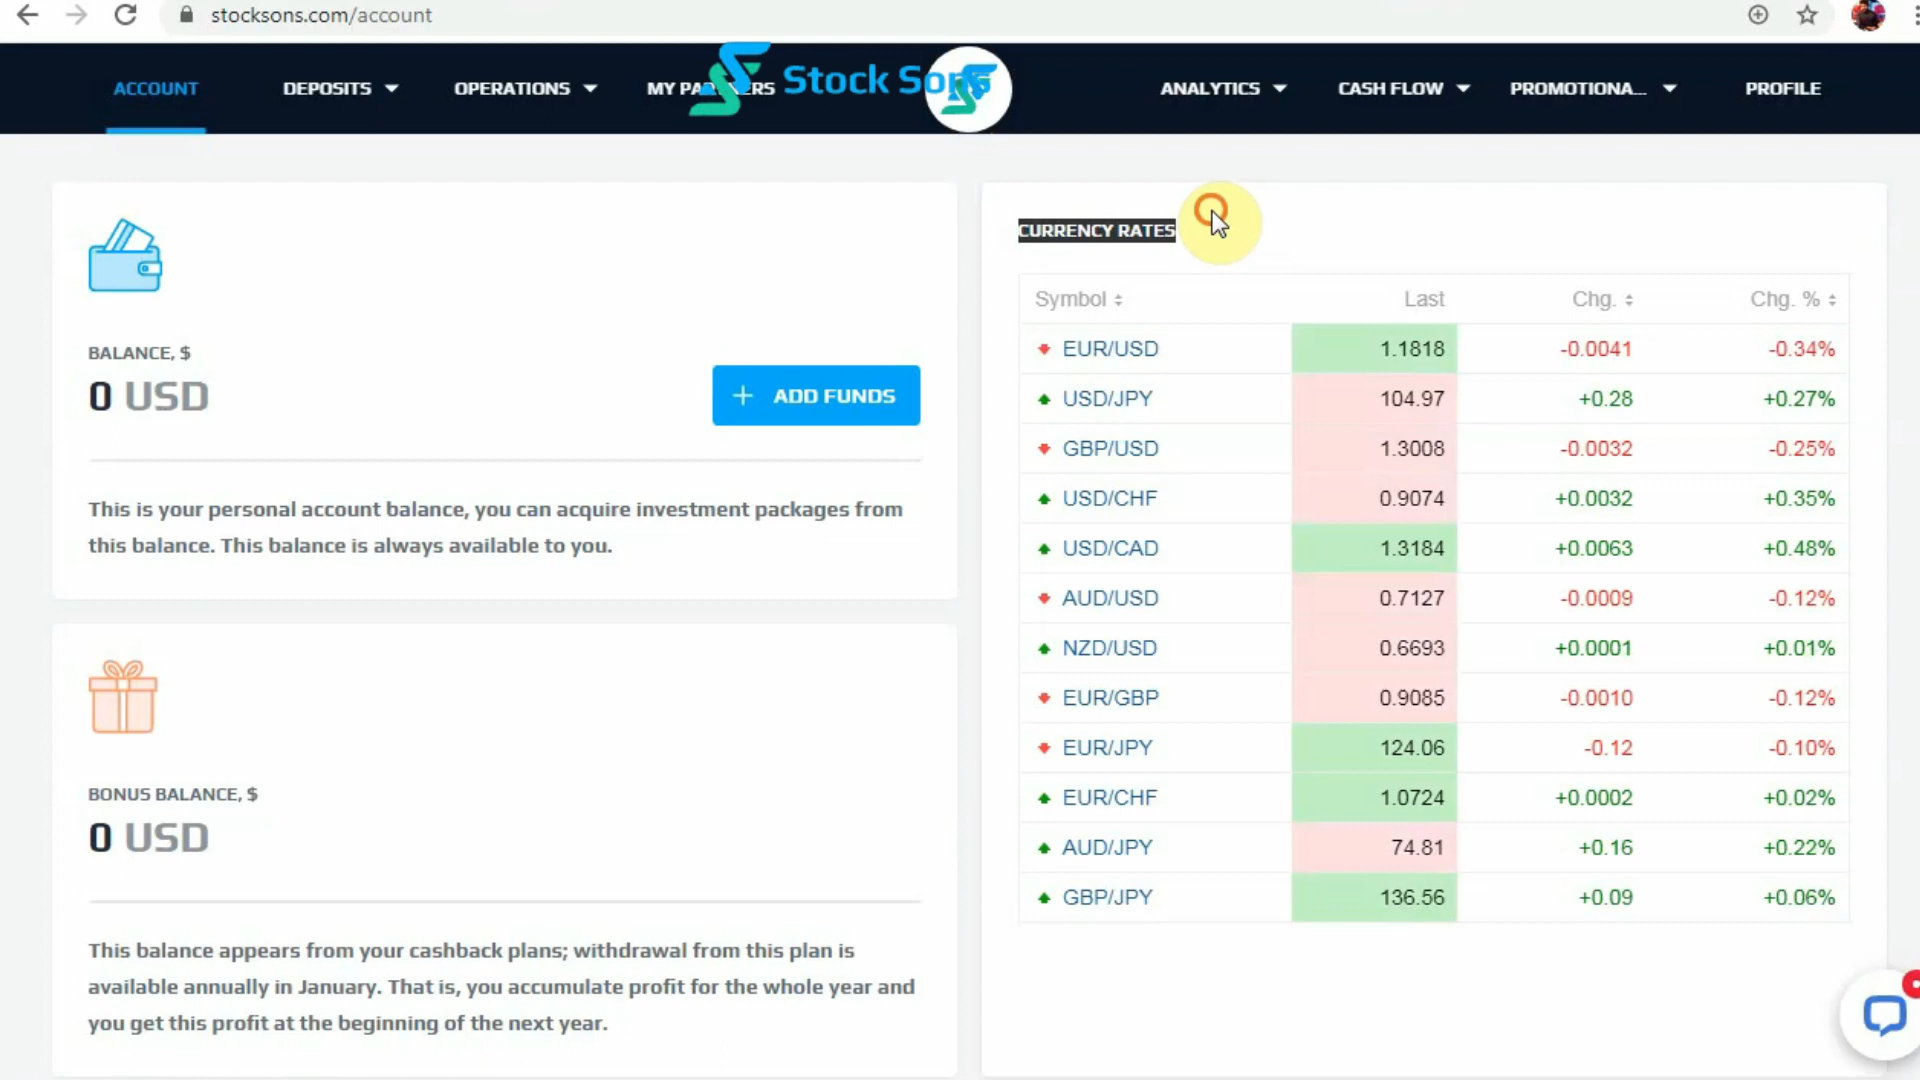 stocksons.com/account
ACCOUNT DEPOSITS OPERATIONS MY PARTNERS Stock Sons ANALYTICS CASH FLOW PROMOTIONA... PROFILE
BALANCE, $
0 USD
+ ADD FUNDS
This is your personal account balance, you can acquire investment packages from
this balance. This balance is always available to you.
BONUS BALANCE, $
0 USD
This balance appears from your cashback plans; withdrawal from this plan is
available annually in January. That is, you accumulate profit for the whole year and
you get this profit at the beginning of the next year.
CURRENCY RATES
Symbol Last Chg. Chg. %
EUR/USD 1.1818 -0.0041 -0.34%
USD/JPY 104.97 +0.28 +0.27%
GBP/USD 1.3008 -0.0032 -0.25%
USD/CHF 0.9074 +0.0032 +0.35%
USD/CAD 1.3184 +0.0063 +0.48%
AUD/USD 0.7127 -0.0009 -0.12%
NZD/USD 0.6693 +0.0001 +0.01%
EUR/GBP 0.9085 -0.0010 -0.12%
EUR/JPY 124.06 -0.12 -0.10%
EUR/CHF 1.0724 +0.0002 +0.02%
AUD/JPY 74.81 +0.16 +0.22%
GBP/JPY 136.56 +0.09 +0.06%